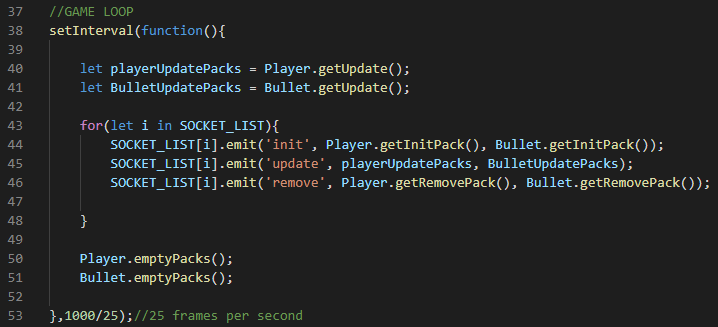 37 //GAME LOOP
38 setInterval(function(){
39
40 let playerUpdatePacks = Player.getUpdate();
41 let BulletUpdatePacks = Bullet.getUpdate();
42
43 for(let i in SOCKET_LIST){
44 SOCKET_LIST[i].emit('init', Player.getInitPack(), Bullet.getInitPack());
45 SOCKET_LIST[i].emit('update', playerUpdatePacks, BulletUpdatePacks);
46 SOCKET_LIST[i].emit('remove', Player.getRemovePack(), Bullet.getRemovePack());
47
48 }
49
50 Player.emptyPacks();
51 Bullet.emptyPacks();
52
53 },1000/25);//25 frames per second